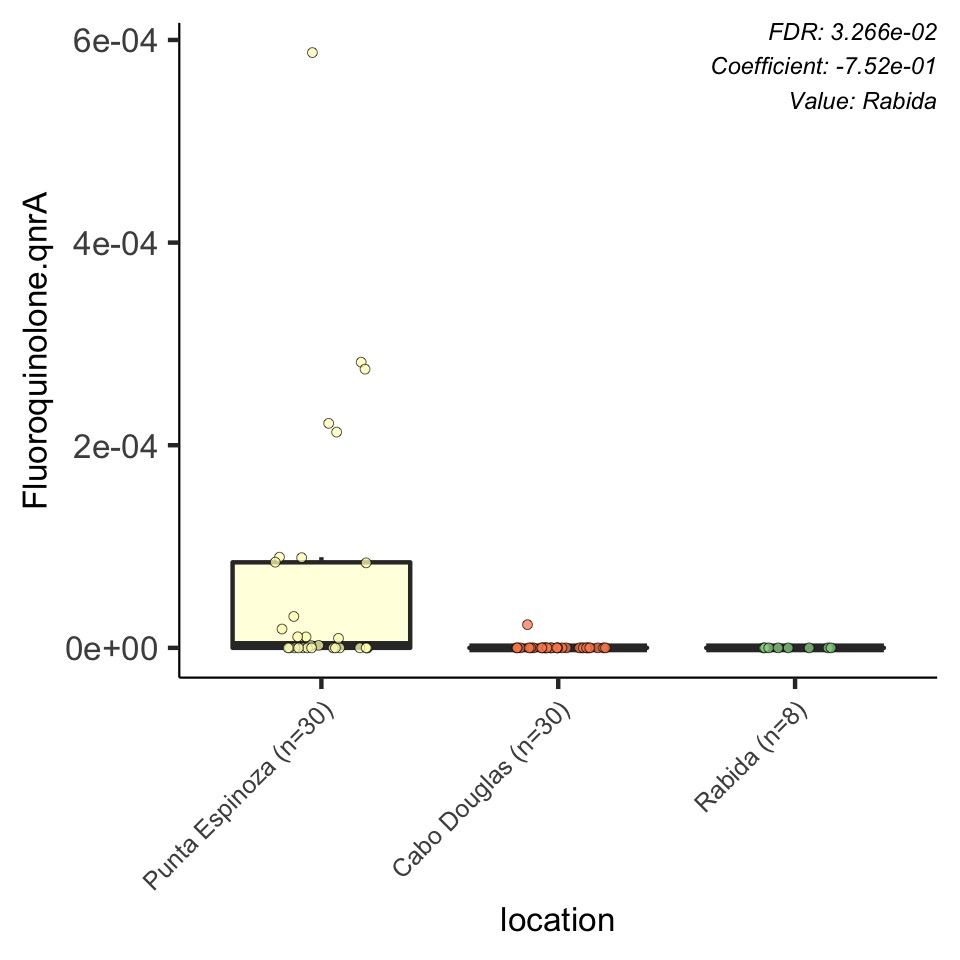 FDR: 3.266e-02
Coefficient: -7.52e-01
Value: Rabida
Fluoroquinolone.qnrA
6e-04
4e-04
2e-04
0e+00
Punta Espinoza (n=30)
Cabo Douglas (n=30)
Rabida (n=8)
location